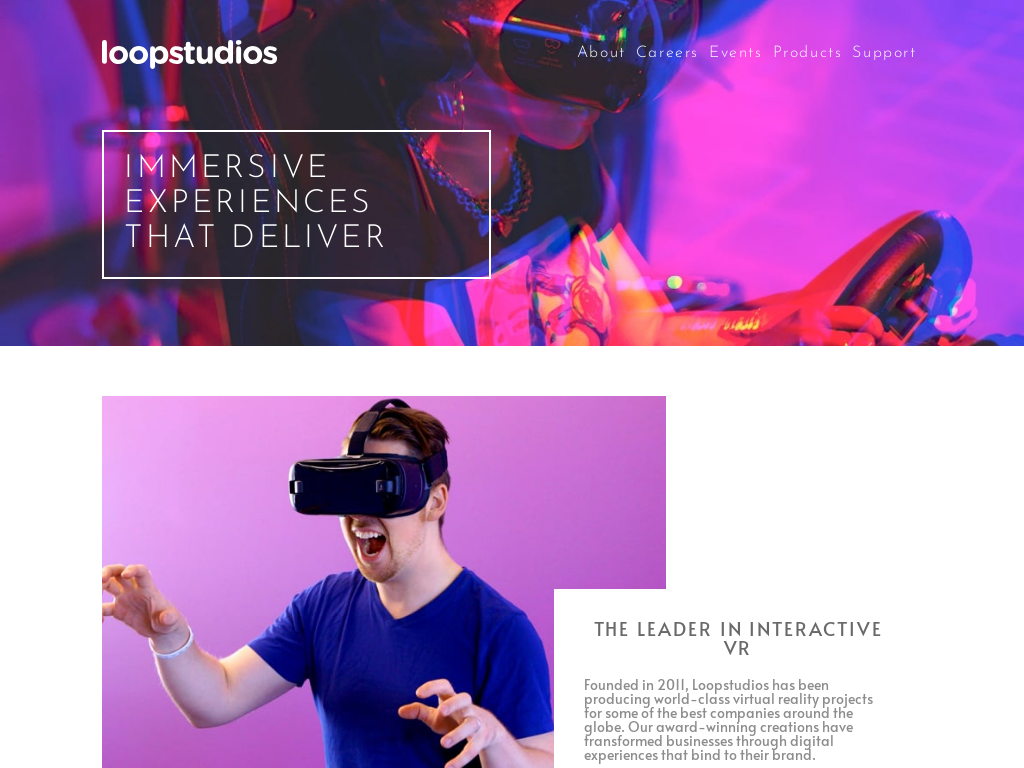 loopstudios
About Careers Events Products Support
IMMERSIVE
EXPERIENCES
THAT DELIVER
THE LEADER IN INTERACTIVE
VR
Founded in 2011, Loopstudios has been
producing world-class virtual reality projects
for some of the best companies around the
globe. Our award-winning creations have
transformed businesses through digital
experiences that bind to their brand.